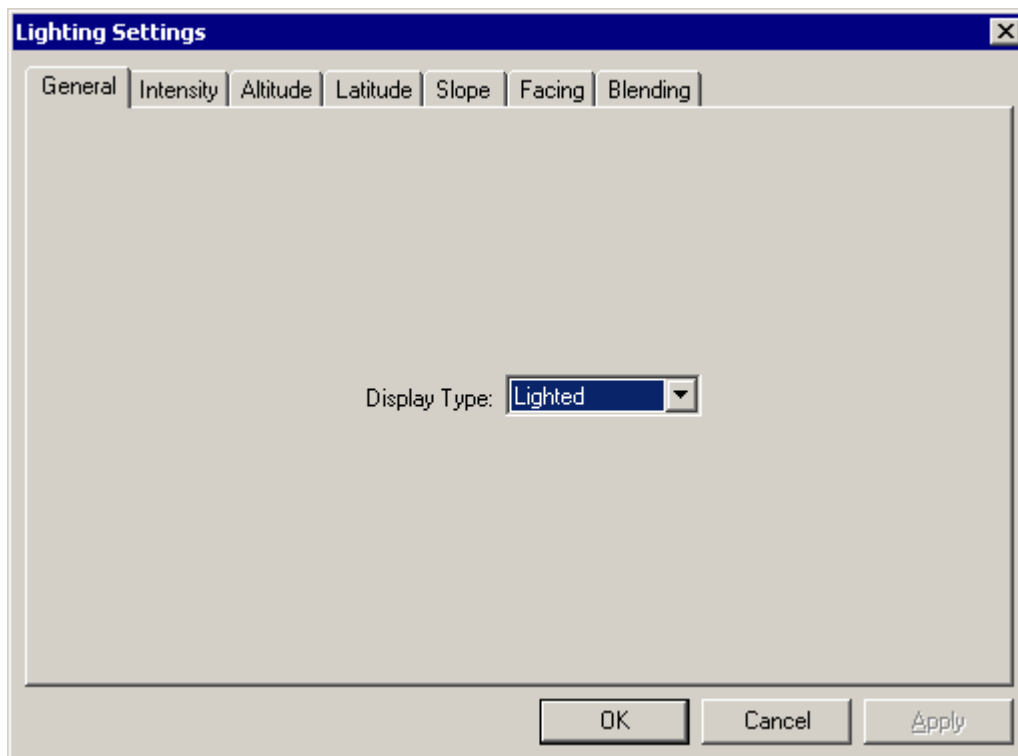 Lighting Settings
General Intensity Altitude Latitude Slope Facing Blending
Display Type: Lighted
OK Cancel Apply